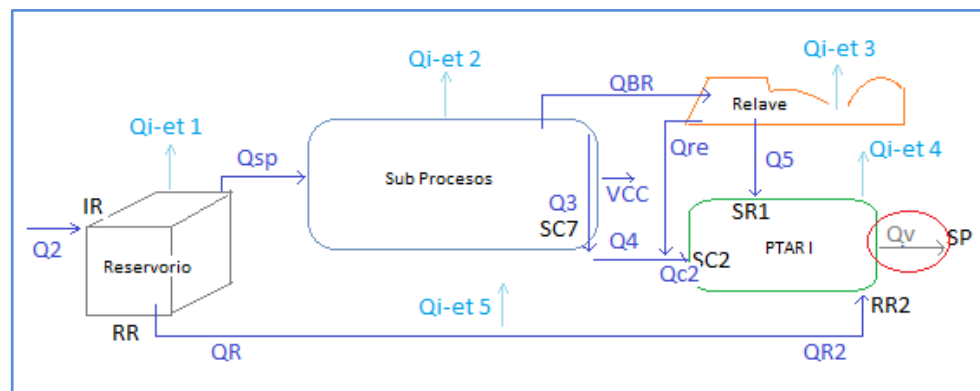 Qi-et 3
Qi-et 2
QBR
Relave
Qi-et 1
Qsp
Qre
Q5
Qi-et 4
Sub Procesos
VCC
IR
Q3
SR1
Qv
SP
Q2
SC7
Q4
SC2
PTAR I
Reservorio
Qc2
Qi-et 5
RR2
RR
QR
QR2